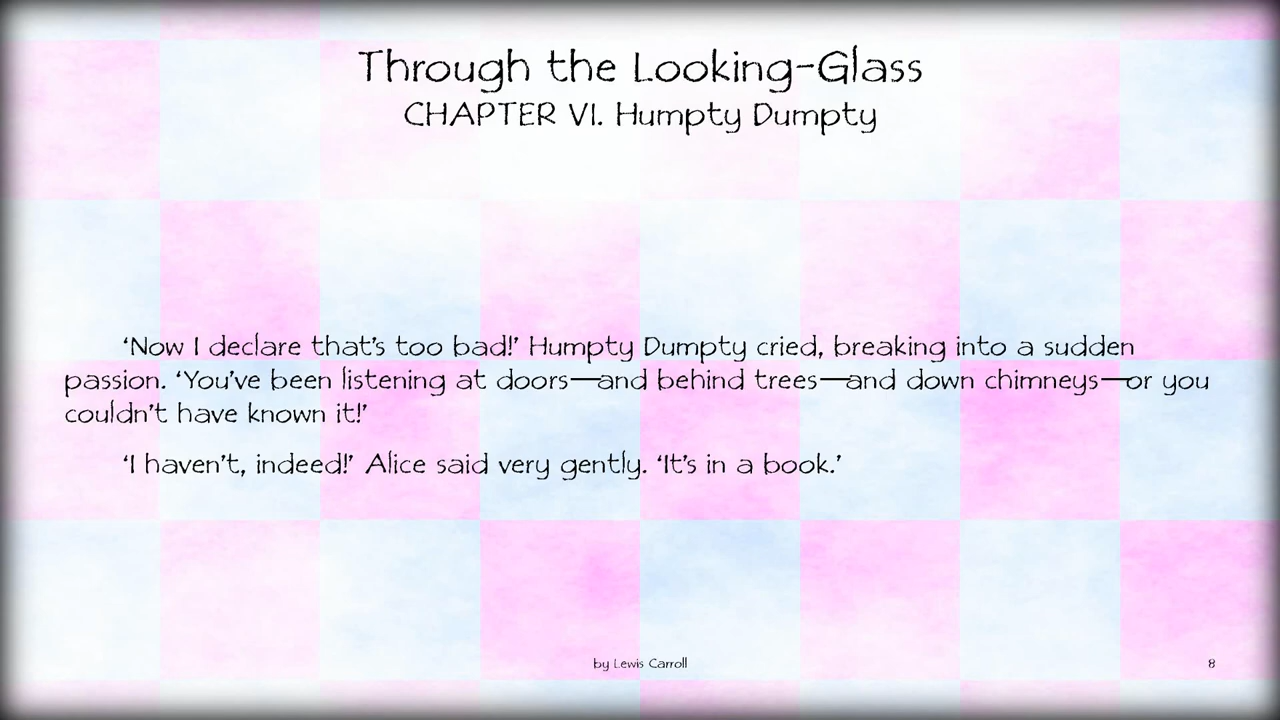 Through the Looking-Glass
CHAPTER VI. Humpty Dumpty
‘Now I declare that’s too bad!’ Humpty Dumpty cried, breaking into a sudden
passion. ‘You’ve been listening at doors—and behind trees—and down chimneys—or you
couldn’t have known it!’
‘I haven’t, indeed!’ Alice said very gently. ‘It’s in a book.’
by Lewis Carroll
8